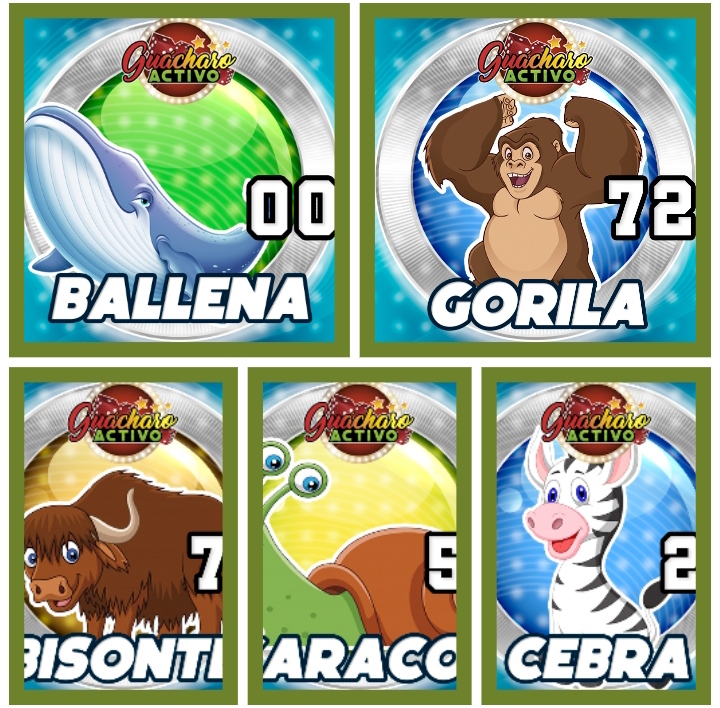 Guacharo
ACTIVO
00
BALLENA
Guacharo
ACTIVO
72
GORILA
Guacharo
ACTIVO
7
BISONTE
Guacharo
ACTIVO
5
CARACO
Guacharo
ACTIVO
2
CEBRA